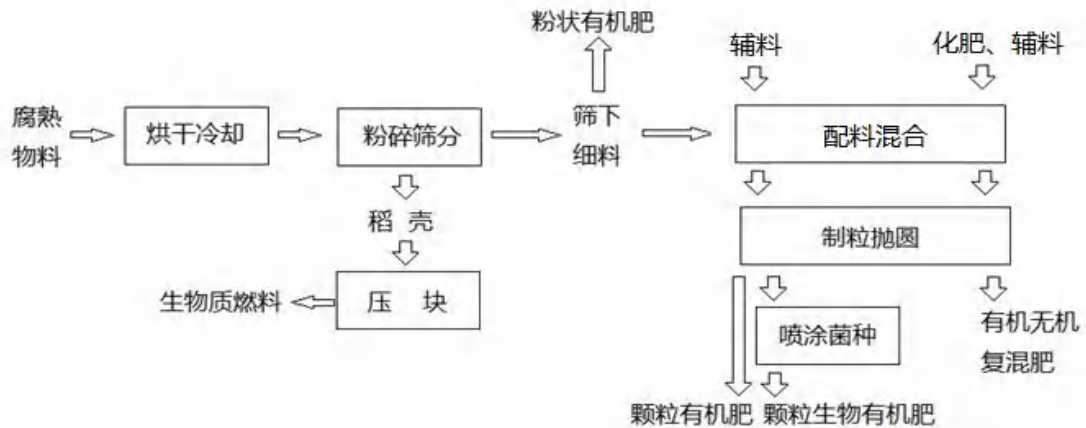 粉状有机肥
辅料
化肥、辅料
腐熟
物料
烘干冷却
粉碎筛分
筛下
细料
配料混合
稻 壳
制粒抛圆
生物质燃料
压 块
喷涂菌种
有机无机
复混肥
颗粒有机肥
颗粒生物有机肥